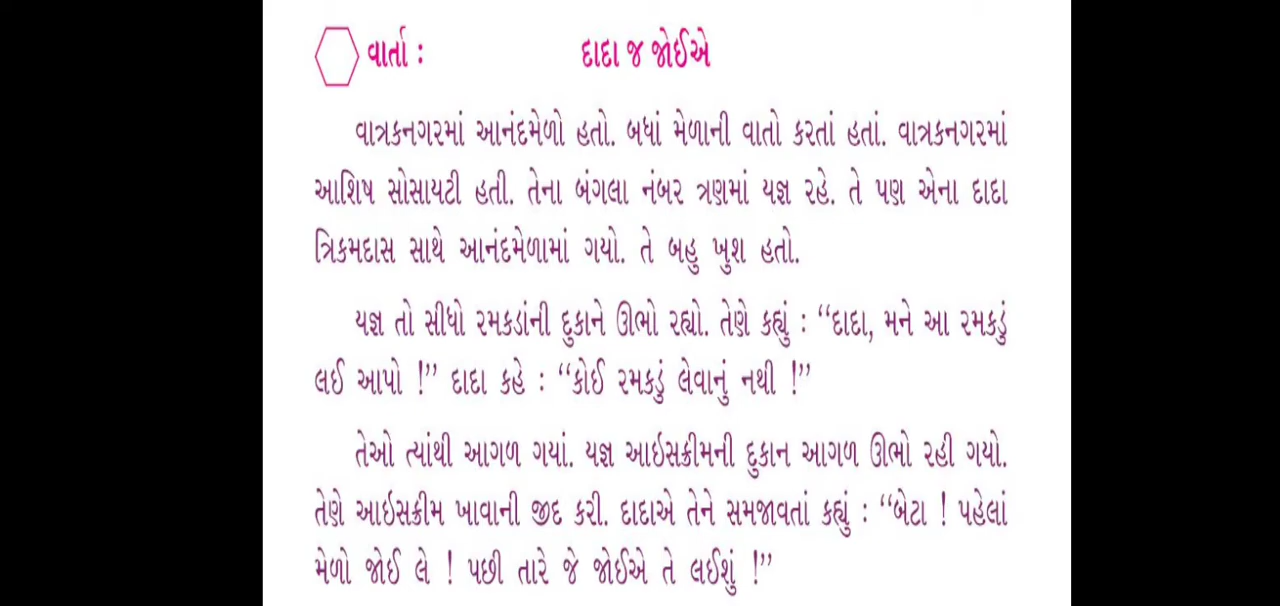 વાર્તા : દાદા જ જોઈએ
વાત્રકનગરમાં આનંદમેળો હતો. બધાં મેળાની વાતો કરતાં હતાં. વાત્રકનગરમાં
આશિષ સોસાયટી હતી. તેના બંગલા નંબર ત્રણમાં યજ્ઞ રહે. તે પણ એના દાદા
ત્રિકમદાસ સાથે આનંદમેળામાં ગયો. તે બહુ ખુશ હતો.
યજ્ઞ તો સીધો રમકડાંની દુકાને ઊભો રહ્યો. તેણે કહ્યું : “દાદા, મને આ રમકડું
લઈ આપો !” દાદા કહે : “કોઈ રમકડું લેવાનું નથી !”
તેઓ ત્યાંથી આગળ ગયાં. યજ્ઞ આઇસક્રીમની દુકાન આગળ ઊભો રહી ગયો.
તેણે આઇસક્રીમ ખાવાની જીદ કરી. દાદાએ તેને સમજાવતાં કહ્યું : “બેટા ! પહેલાં
મેળો જોઈ લે ! પછી તારે જે જોઈએ તે લઈશું !”